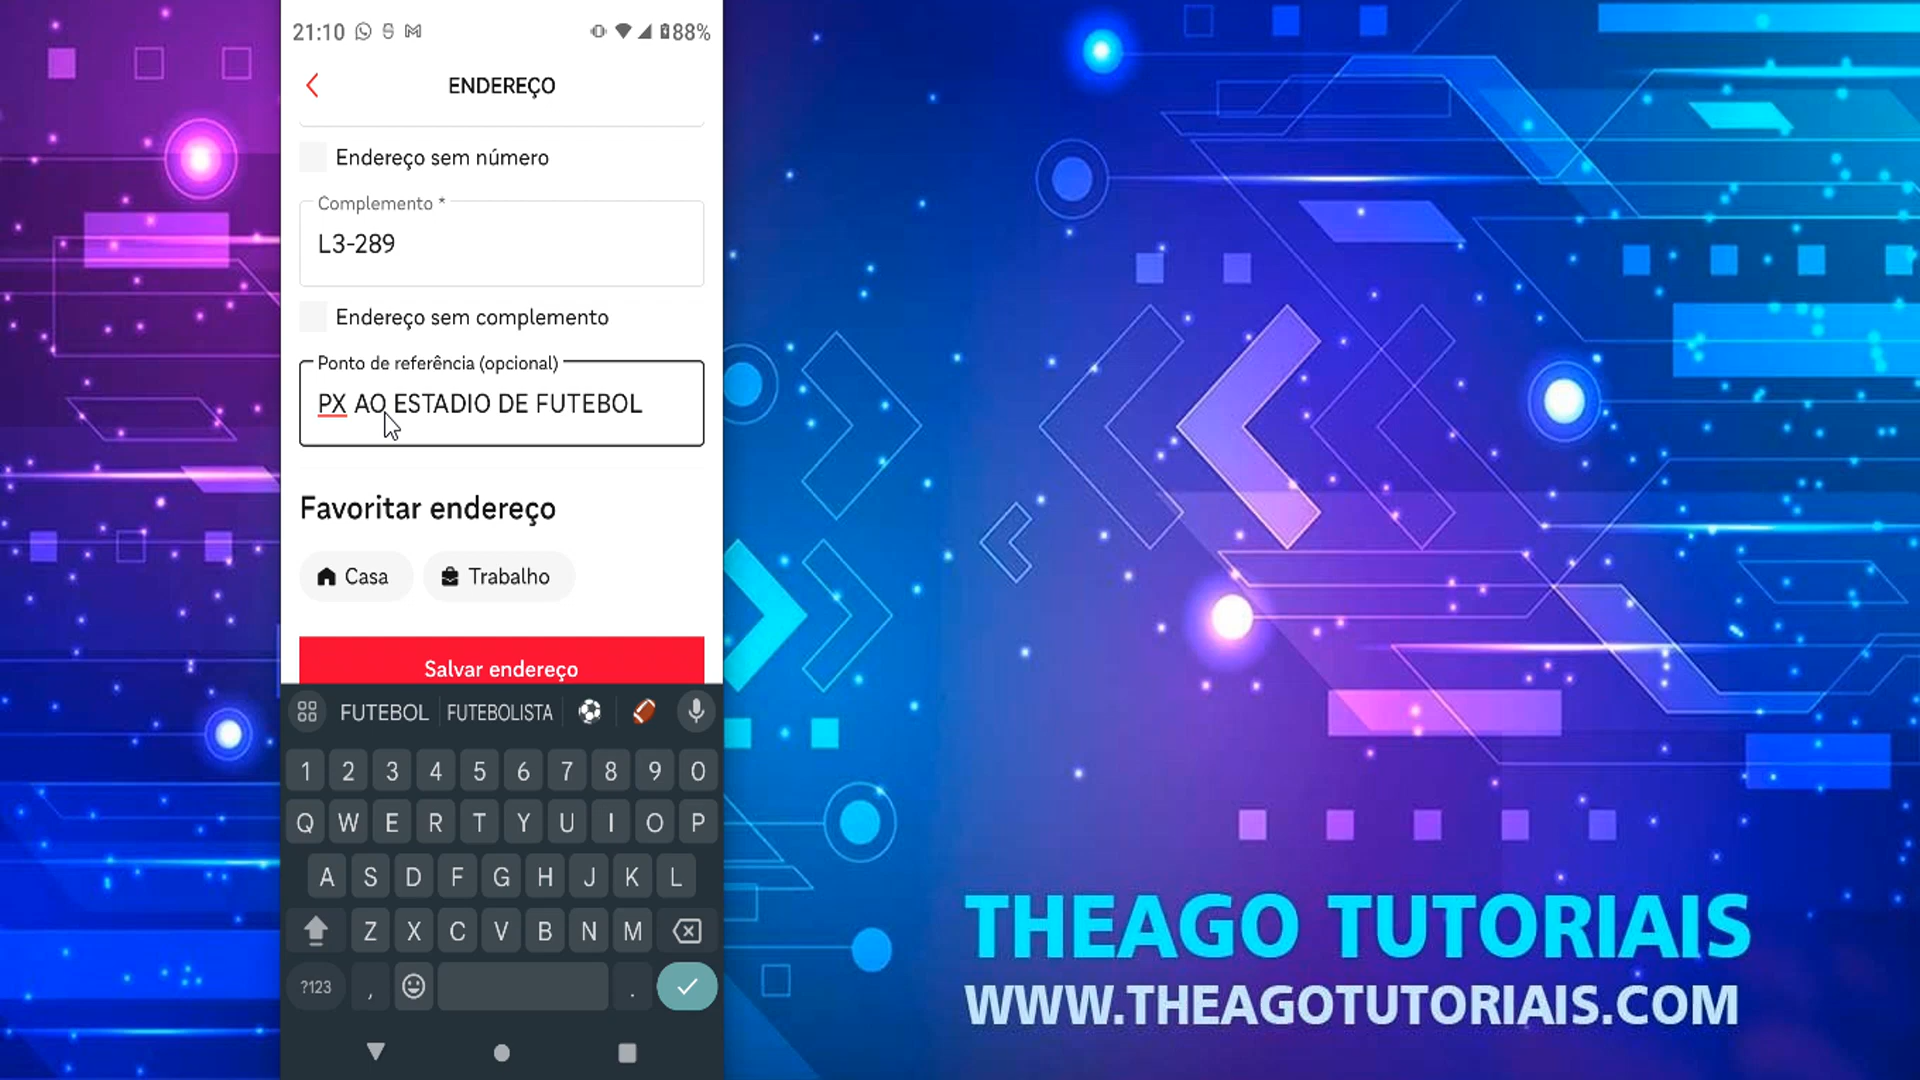 21:10
88%
ENDEREÇO
Endereço sem número
Complemento *
L3-289
Endereço sem complemento
Ponto de referência (opcional)
PX AO ESTADIO DE FUTEBOL
Favoritar endereço
Casa
Trabalho
Salvar endereço
FUTEBOL
FUTEBOLISTA
1 2 3 4 5 6 7 8 9 0
Q W E R T Y U I O P
A S D F G H J K L
Z X C V B N M
?123 , .
THEAGO TUTORIAIS
WWW.THEAGOTUTORIAIS.COM